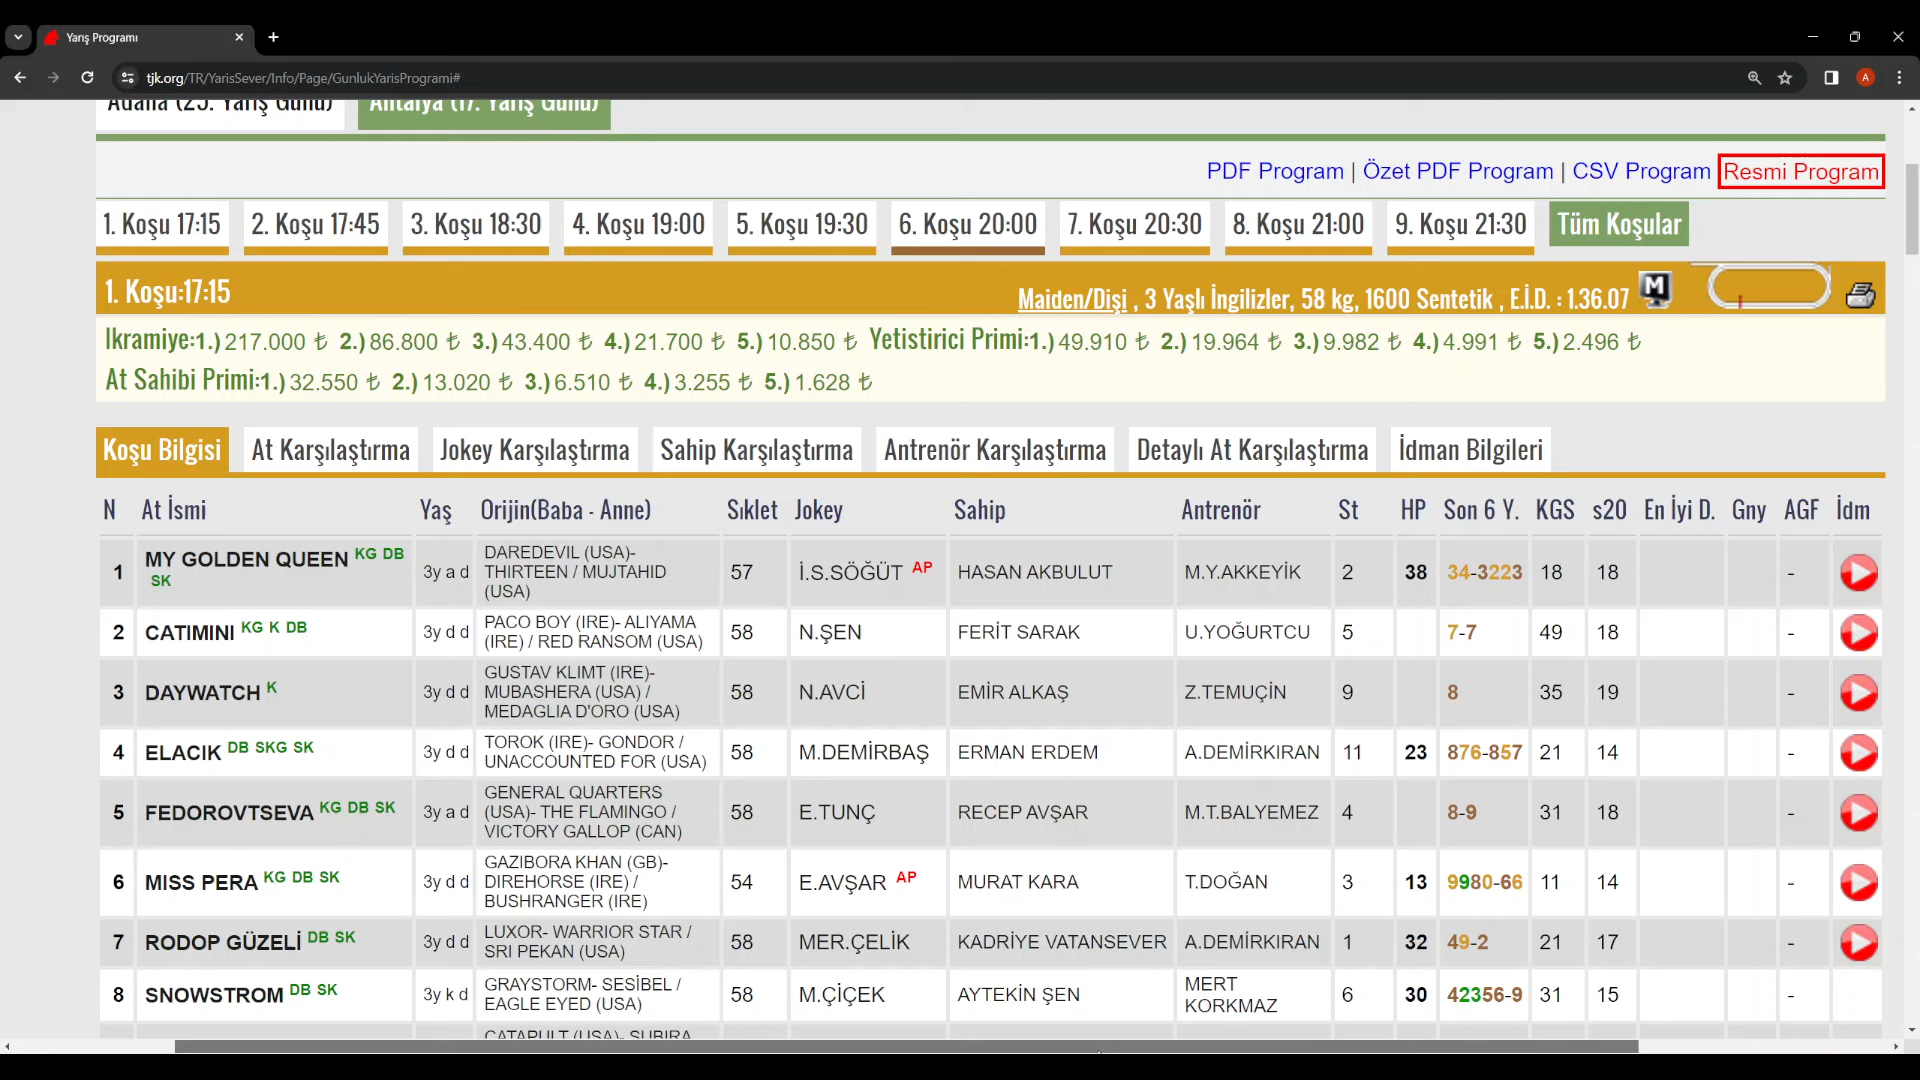 Yarış Programı
tjk.org/TR/YarisSever/Info/Page/GunlukYarisProgrami#
A
Adana (25. Yarış Günü) Antalya (17. Yarış Günü)
PDF Program | Özet PDF Program | CSV Program Resmi Program
1. Koşu 17:15 2. Koşu 17:45 3. Koşu 18:30 4. Koşu 19:00 5. Koşu 19:30 6. Koşu 20:00 7. Koşu 20:30 8. Koşu 21:00 9. Koşu 21:30 Tüm Koşular
1. Koşu:17:15 Maiden/Dişi , 3 Yaşlı İngilizler, 58 kg, 1600 Sentetik , E.İ.D. : 1.36.07 M
Ikramiye:1.) 217.000 ₺ 2.) 86.800 ₺ 3.) 43.400 ₺ 4.) 21.700 ₺ 5.) 10.850 ₺ Yetistirici Primi:1.) 49.910 ₺ 2.) 19.964 ₺ 3.) 9.982 ₺ 4.) 4.991 ₺ 5.) 2.496 ₺
At Sahibi Primi:1.) 32.550 ₺ 2.) 13.020 ₺ 3.) 6.510 ₺ 4.) 3.255 ₺ 5.) 1.628 ₺
Koşu Bilgisi At Karşılaştırma Jokey Karşılaştırma Sahip Karşılaştırma Antrenör Karşılaştırma Detaylı At Karşılaştırma İdman Bilgileri
N At İsmi Yaş Orijin(Baba - Anne) Sıklet Jokey Sahip Antrenör St HP Son 6 Y. KGS s20 En İyi D. Gny AGF İdm
1 MY GOLDEN QUEEN KG DB SK 3y a d DAREDEVIL (USA)- THIRTEEN / MUJTAHID (USA) 57 İ.S.SÖĞÜT AP HASAN AKBULUT M.Y.AKKEYİK 2 38 34-3223 18 18 -
2 CATIMINI KG K DB 3y d d PACO BOY (IRE)- ALIYAMA (IRE) / RED RANSOM (USA) 58 N.ŞEN FERİT SARAK U.YOĞURTCU 5 7-7 49 18 -
3 DAYWATCH K 3y d d GUSTAV KLIMT (IRE)- MUBASHERA (USA) / MEDAGLIA D'ORO (USA) 58 N.AVCİ EMİR ALKAŞ Z.TEMUÇİN 9 8 35 19 -
4 ELACIK DB SKG SK 3y d d TOROK (IRE)- GONDOR / UNACCOUNTED FOR (USA) 58 M.DEMİRBAŞ ERMAN ERDEM A.DEMİRKIRAN 11 23 876-857 21 14 -
5 FEDOROVTSEVA KG DB SK 3y a d GENERAL QUARTERS (USA)- THE FLAMINGO / VICTORY GALLOP (CAN) 58 E.TUNÇ RECEP AVŞAR M.T.BALYEMEZ 4 8-9 31 18 -
6 MISS PERA KG DB SK 3y d d GAZIBORA KHAN (GB)- DIREHORSE (IRE) / BUSHRANGER (IRE) 54 E.AVŞAR AP MURAT KARA T.DOĞAN 3 13 9980-66 11 14 -
7 RODOP GÜZELİ DB SK 3y d d LUXOR- WARRIOR STAR / SRI PEKAN (USA) 58 MER.ÇELİK KADRİYE VATANSEVER A.DEMİRKIRAN 1 32 49-2 21 17 -
8 SNOWSTROM DB SK 3y k d GRAYSTORM- SESİBEL / EAGLE EYED (USA) 58 M.ÇİÇEK AYTEKİN ŞEN MERT KORKMAZ 6 30 42356-9 31 15 -
CATAPULT (USA)- SUBIRA